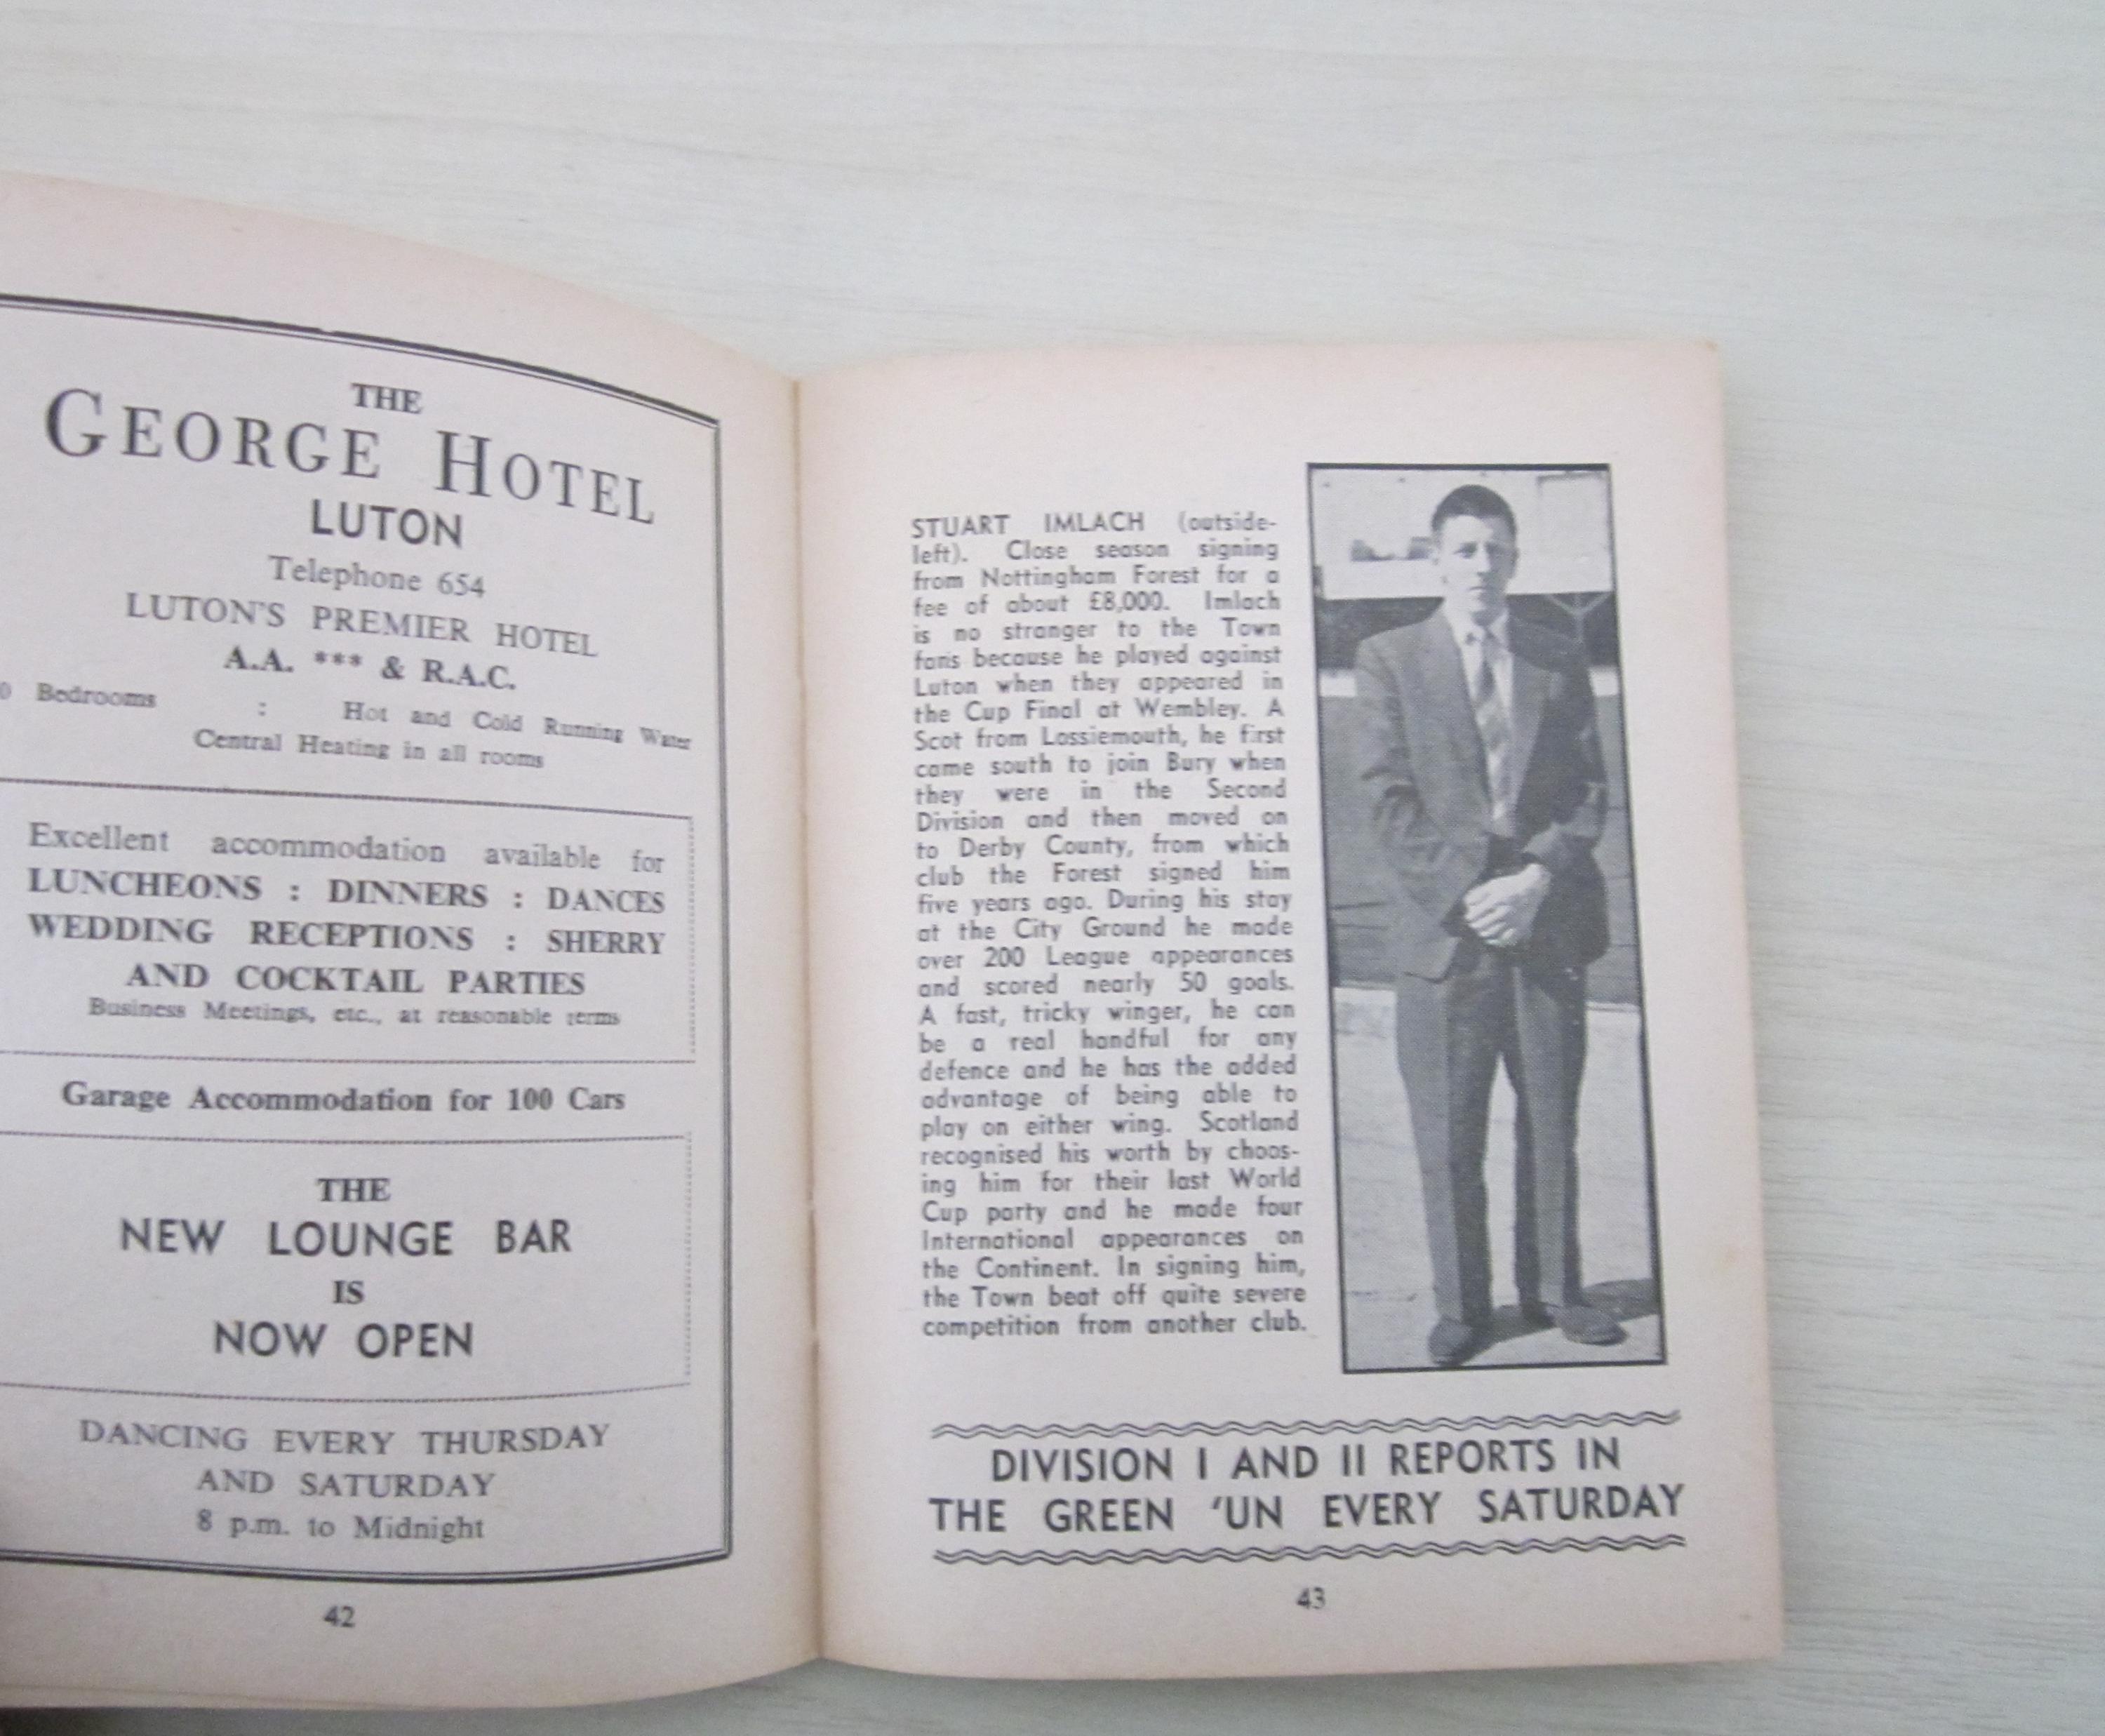 THE
GEORGE HOTEL
LUTON
Telephone 654
LUTON'S PREMIER HOTEL
A.A. *** & R.A.C.
Bedrooms : Hot and Cold Running Water
Central Heating in all rooms
Excellent accommodation available for
LUNCHEONS : DINNERS : DANCES
WEDDING RECEPTIONS : SHERRY
AND COCKTAIL PARTIES
Business Meetings, etc., at reasonable terms
Garage Accommodation for 100 Cars
THE
NEW LOUNGE BAR
IS
NOW OPEN
DANCING EVERY THURSDAY
AND SATURDAY
8 p.m. to Midnight
42
STUART IMLACH (outside-
left). Close season signing
from Nottingham Forest for a
fee of about £8,000. Imlach
is no stranger to the Town
fans because he played against
Luton when they appeared in
the Cup Final at Wembley. A
Scot from Lossiemouth, he first
came south to join Bury when
they were in the Second
Division and then moved on
to Derby County, from which
club the Forest signed him
five years ago. During his stay
at the City Ground he made
over 200 League appearances
and scored nearly 50 goals.
A fast, tricky winger, he can
be a real handful for any
defence and he has the added
advantage of being able to
play on either wing. Scotland
recognised his worth by choos-
ing him for their last World
Cup party and he made four
International appearances on
the Continent. In signing him,
the Town beat off quite severe
competition from another club.
DIVISION I AND II REPORTS IN
THE GREEN 'UN EVERY SATURDAY
43